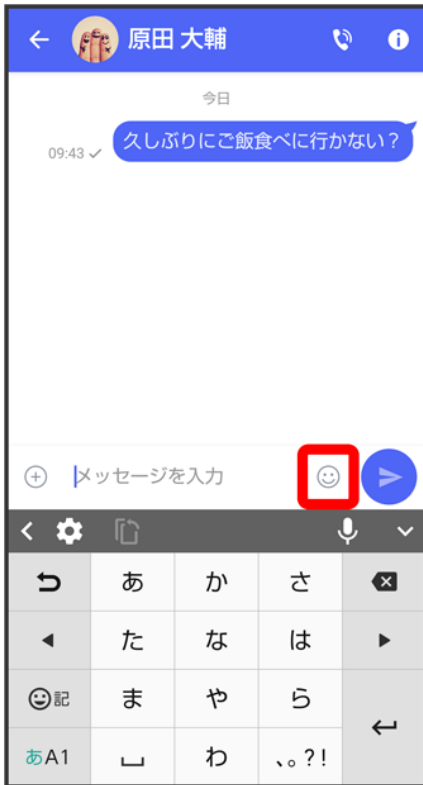 原田 大輔
今日
久しぶりにご飯食べに行かない？
09:43
メッセージを入力
あ か さ
た な は
記 ま や ら
あA1 わ 、。?!